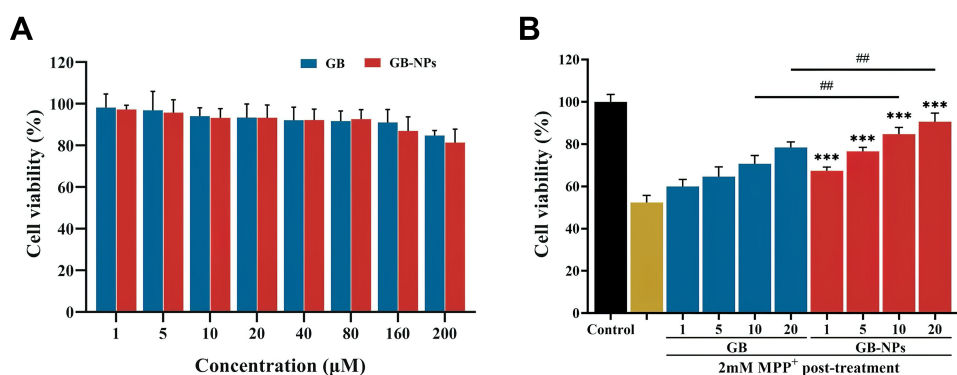 A
120
GB GB-NPs
100
80
60
40
20
0
Cell viability (%)
1 5 10 20 40 80 160 200
Concentration (µM)
B
##
##
120
100
80
60
40
20
0
Cell viability (%)
*** *** *** ***
Control 1 5 10 20 1 5 10 20
GB GB-NPs
2mM MPP⁺ post-treatment